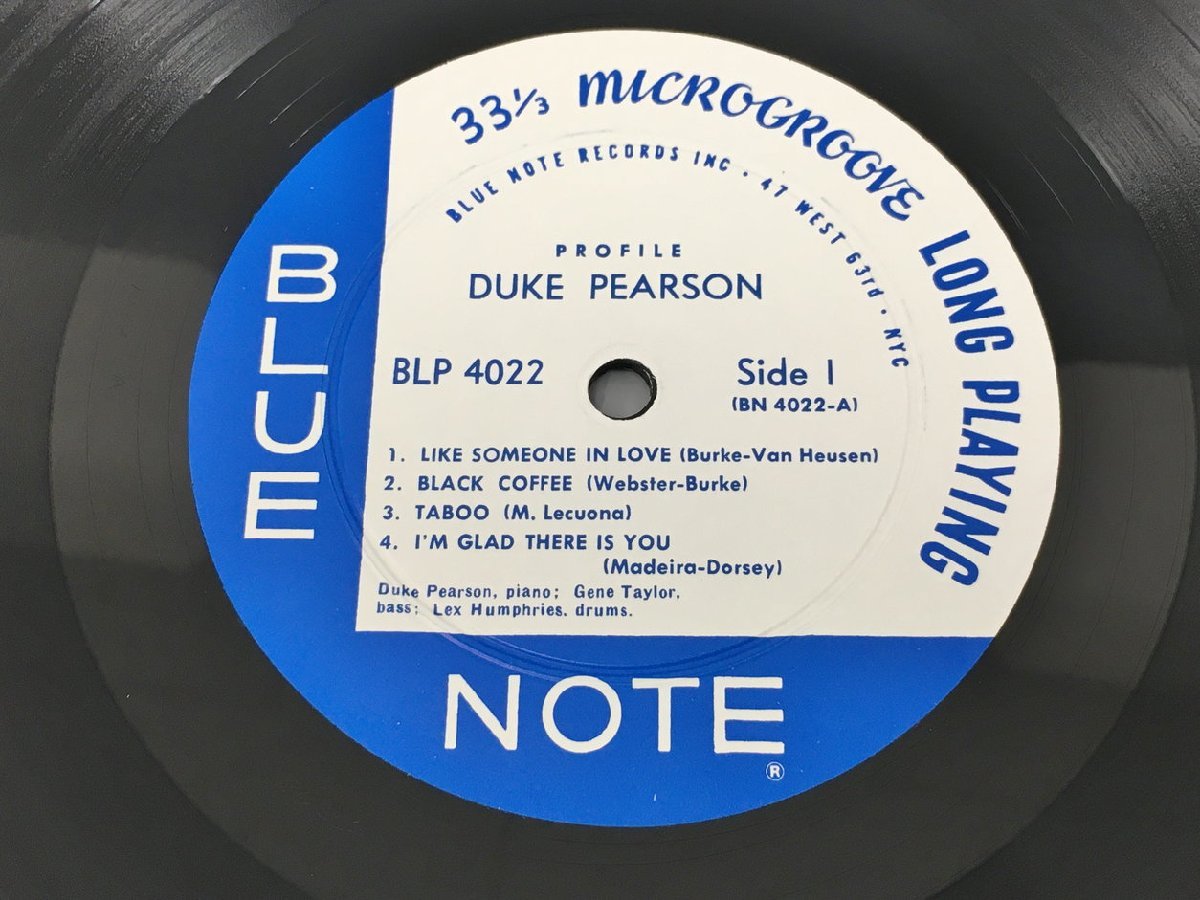 33⅓ MICROGROOVE LONG PLAYING
BLUE NOTE RECORDS INC · 47 WEST 63rd · NYC
PROFILE
DUKE PEARSON
BLP 4022 Side 1
(BN 4022-A)
1. LIKE SOMEONE IN LOVE (Burke-Van Heusen)
2. BLACK COFFEE (Webster-Burke)
3. TABOO (M. Lecuona)
4. I'M GLAD THERE IS YOU
(Madeira-Dorsey)
Duke Pearson, piano; Gene Taylor,
bass; Lex Humphries, drums.
BLUE
NOTE
®